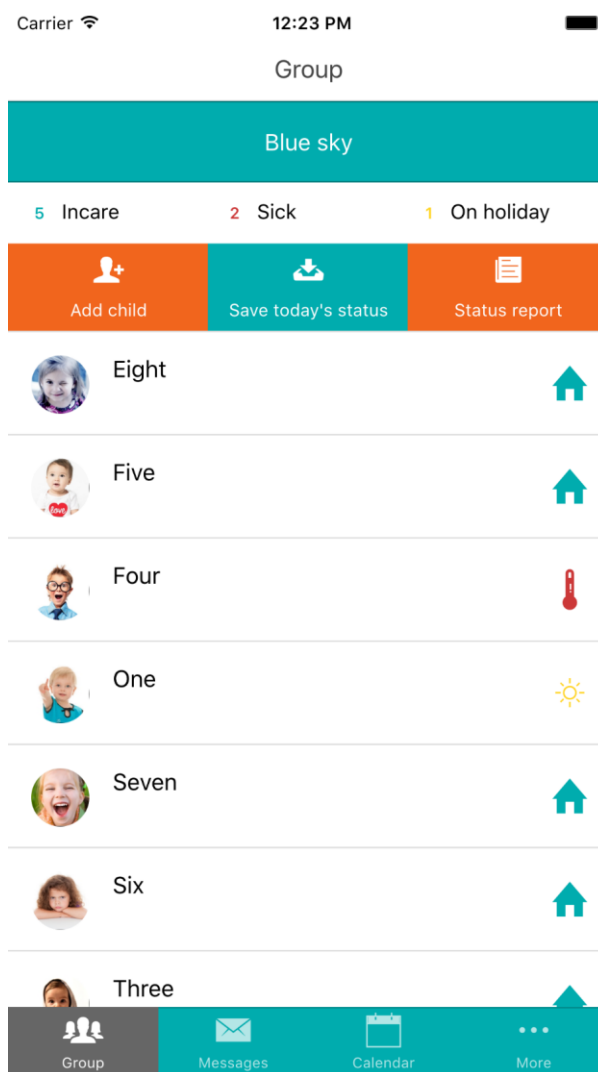 Carrier 12:23 PM
Group
Blue sky
5 Incare 2 Sick 1 On holiday
Add child Save today's status Status report
Eight
Five
love
Four
One
Seven
Six
Three
Group Messages Calendar More